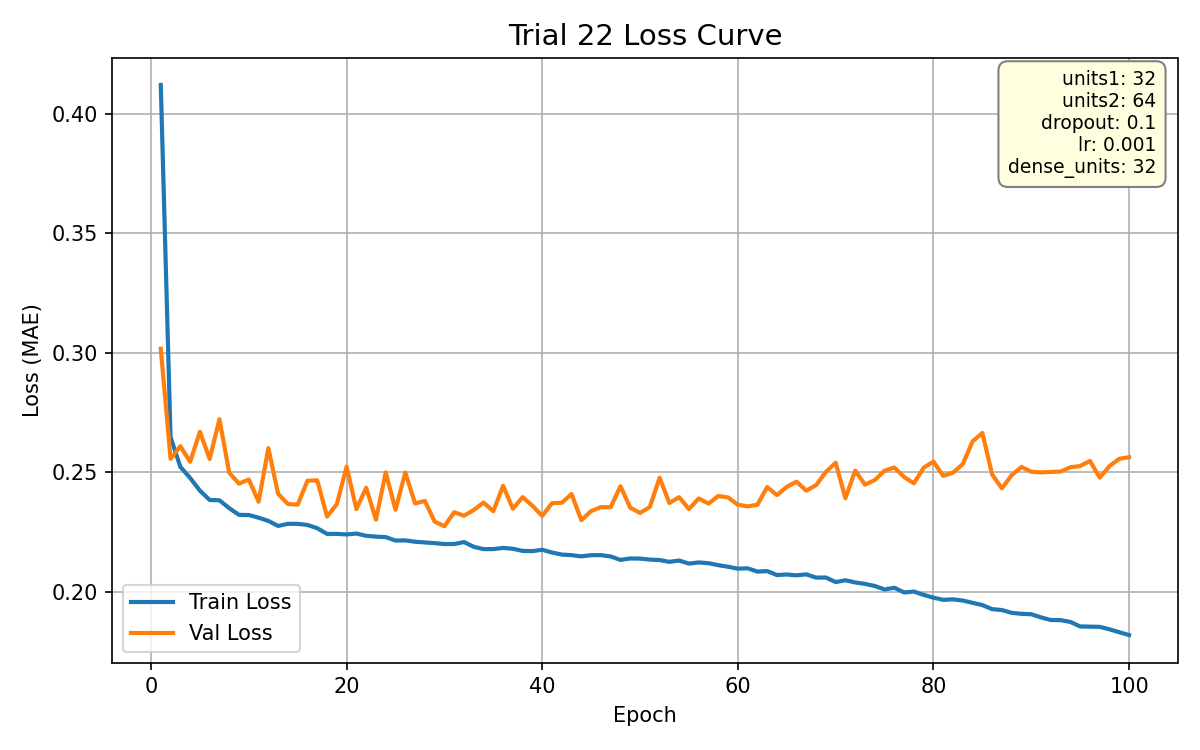 Trial 22 Loss Curve
units1: 32
units2: 64
dropout: 0.1
lr: 0.001
dense_units: 32
Loss (MAE)
0.40
0.35
0.30
0.25
0.20
Train Loss
Val Loss
0 20 40 60 80 100
Epoch